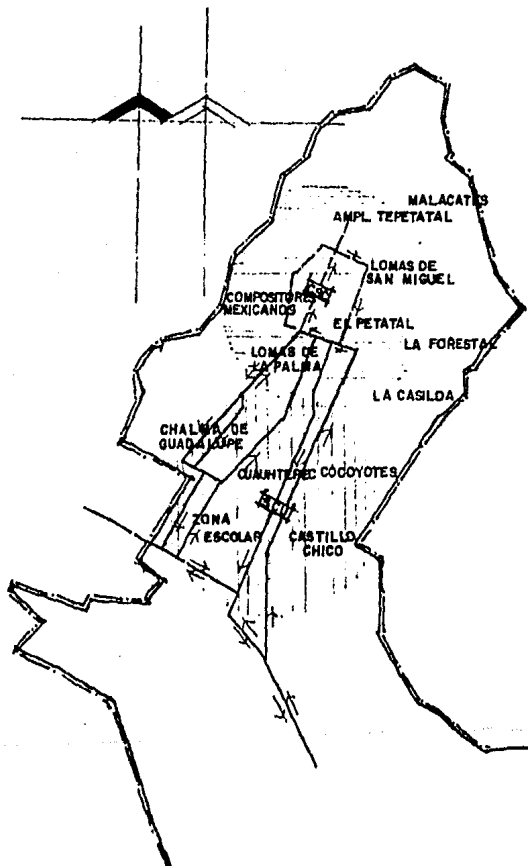 MALACATES
AMPL. TEPETATAL
LOMAS DE
SAN MIGUEL
COMPOSITORES
MEXICANOS
EL PETATAL
LA FORESTAL
LOMAS DE
LA PALMA
LA CASILDA
CHALMA DE
GUADALUPE
CUAUHTEPEC
COCOYOTES
ZONA
ESCOLAR
CASTILLO
CHICO